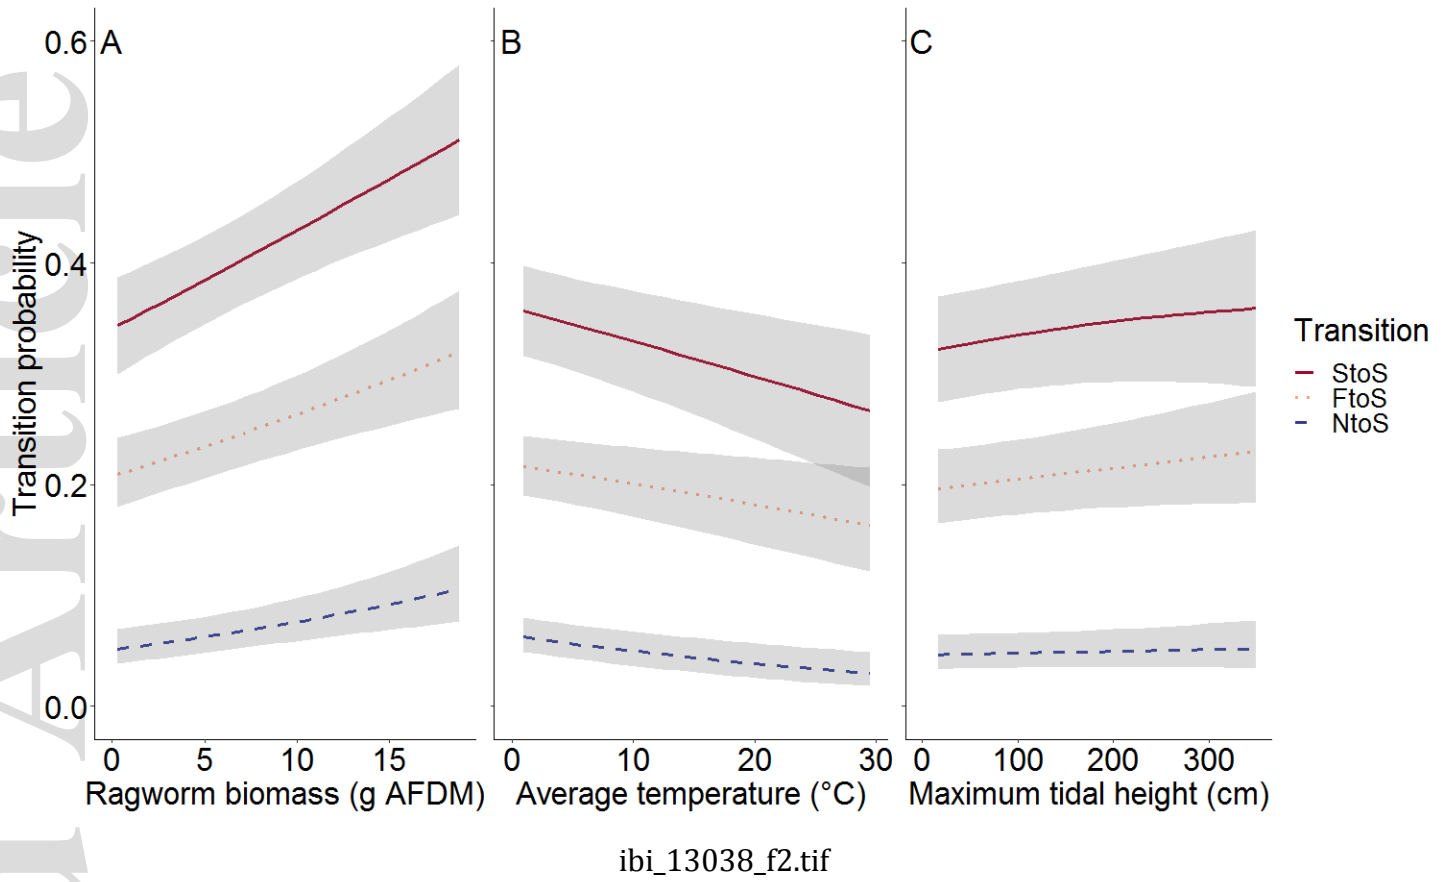 A B C
0.6
0.4
0.2
0.0
Transition probability
0 5 10 15
0 10 20 30
0 100 200 300
Ragworm biomass (g AFDM)
Average temperature (°C)
Maximum tidal height (cm)
Transition
StoS
FtoS
NtoS
ibi_13038_f2.tif
Article